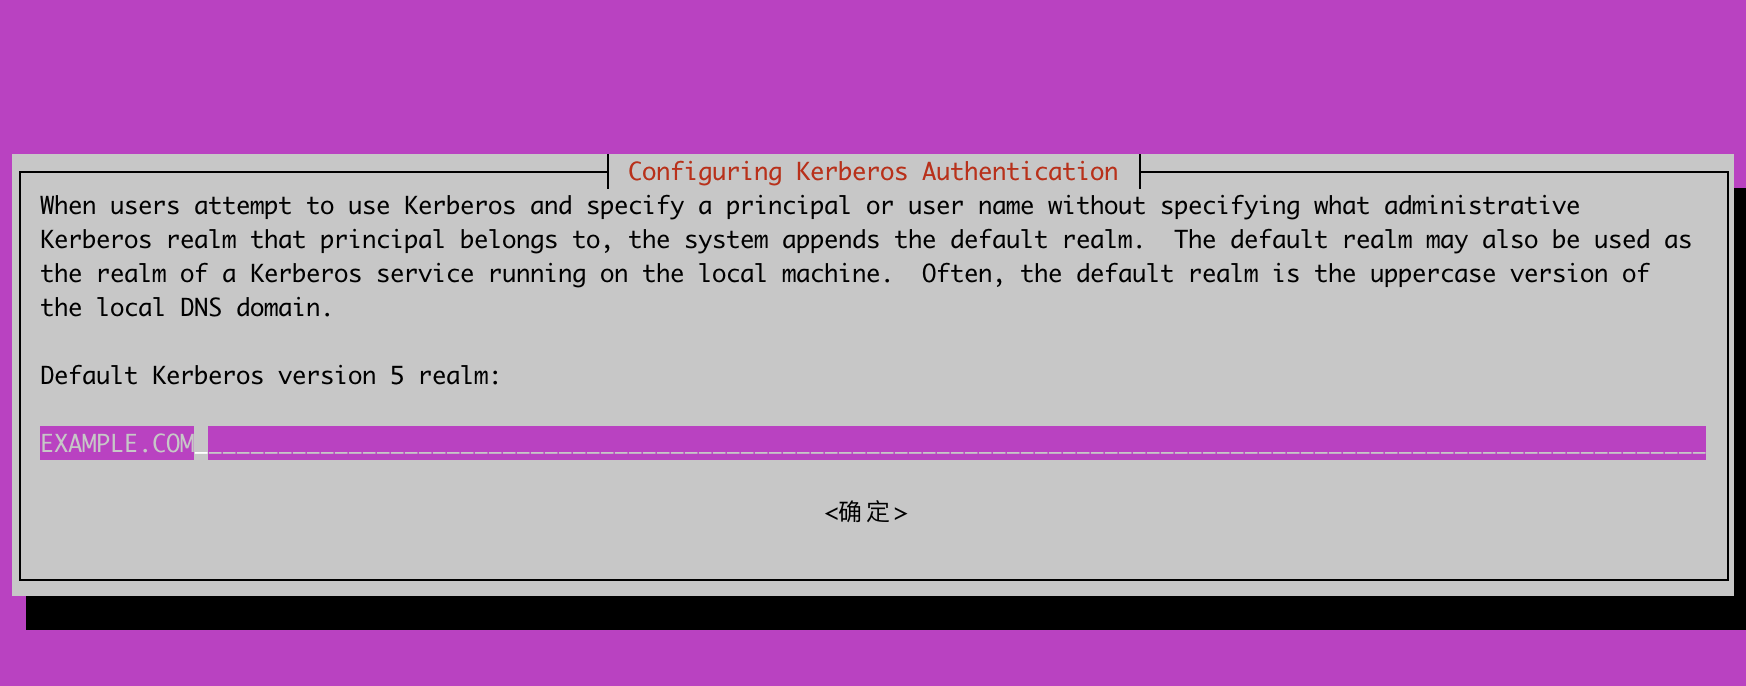 Configuring Kerberos Authentication
When users attempt to use Kerberos and specify a principal or user name without specifying what administrative
Kerberos realm that principal belongs to, the system appends the default realm.  The default realm may also be used as
the realm of a Kerberos service running on the local machine.  Often, the default realm is the uppercase version of
the local DNS domain.
Default Kerberos version 5 realm:
EXAMPLE.COM
<确定>